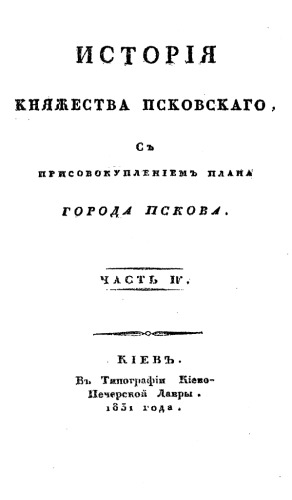 ИСТОРІЯ
КНЯЖЕСТВА ПСКОВСКАГО,
СЪ
ПРИСОВОКУПЛЕНІЕМЪ ПЛАНА
ГОРОДА ПСКОВА.
ЧАСТЬ IV.
КІЕВЪ.
Въ Типографіи Кіево-
Печерской Лавры.
1831 года.